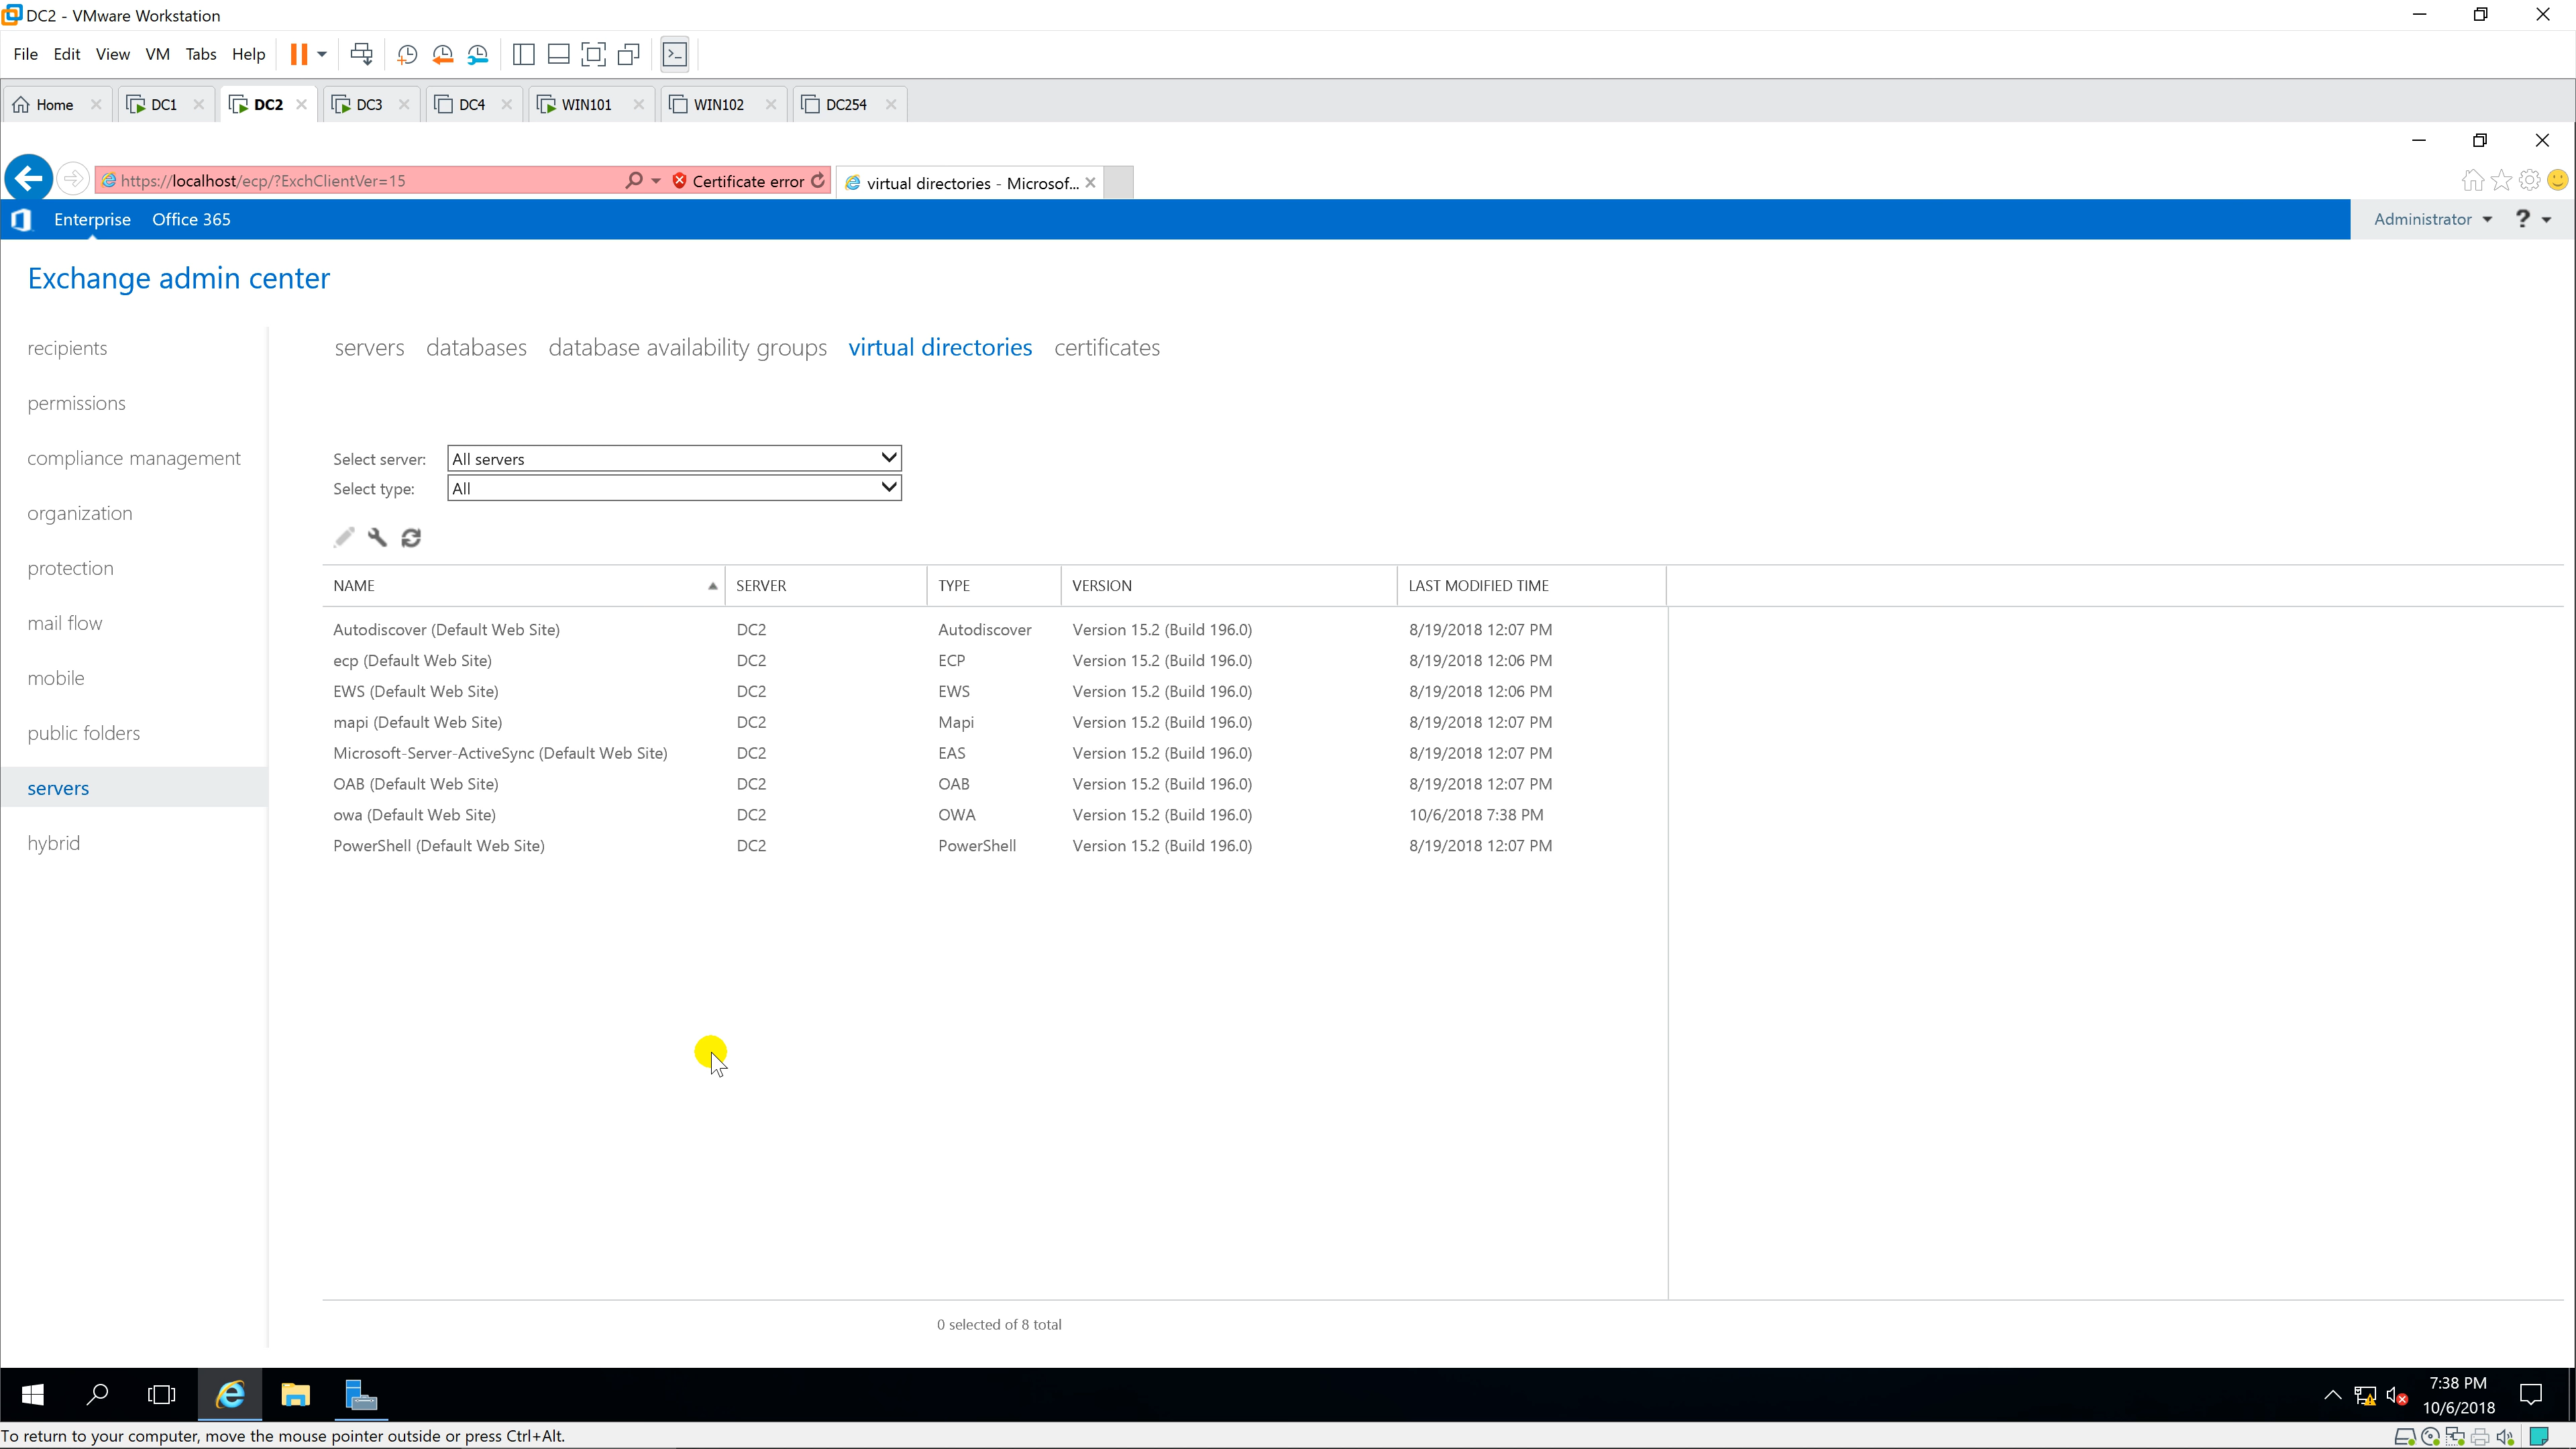 DC2 - VMware Workstation
File Edit View VM Tabs Help
Home DC1 DC2 DC3 DC4 WIN101 WIN102 DC254
https://localhost/ecp/?ExchClientVer=15 Certificate error virtual directories - Microsof...
Enterprise Office 365 Administrator ?
Exchange admin center
recipients
permissions
compliance management
organization
protection
mail flow
mobile
public folders
servers
hybrid
servers databases database availability groups virtual directories certificates
Select server: All servers
Select type: All
NAME SERVER TYPE VERSION LAST MODIFIED TIME
Autodiscover (Default Web Site) DC2 Autodiscover Version 15.2 (Build 196.0) 8/19/2018 12:07 PM
ecp (Default Web Site) DC2 ECP Version 15.2 (Build 196.0) 8/19/2018 12:06 PM
EWS (Default Web Site) DC2 EWS Version 15.2 (Build 196.0) 8/19/2018 12:06 PM
mapi (Default Web Site) DC2 Mapi Version 15.2 (Build 196.0) 8/19/2018 12:07 PM
Microsoft-Server-ActiveSync (Default Web Site) DC2 EAS Version 15.2 (Build 196.0) 8/19/2018 12:07 PM
OAB (Default Web Site) DC2 OAB Version 15.2 (Build 196.0) 8/19/2018 12:07 PM
owa (Default Web Site) DC2 OWA Version 15.2 (Build 196.0) 10/6/2018 7:38 PM
PowerShell (Default Web Site) DC2 PowerShell Version 15.2 (Build 196.0) 8/19/2018 12:07 PM
0 selected of 8 total
7:38 PM
10/6/2018
To return to your computer, move the mouse pointer outside or press Ctrl+Alt.